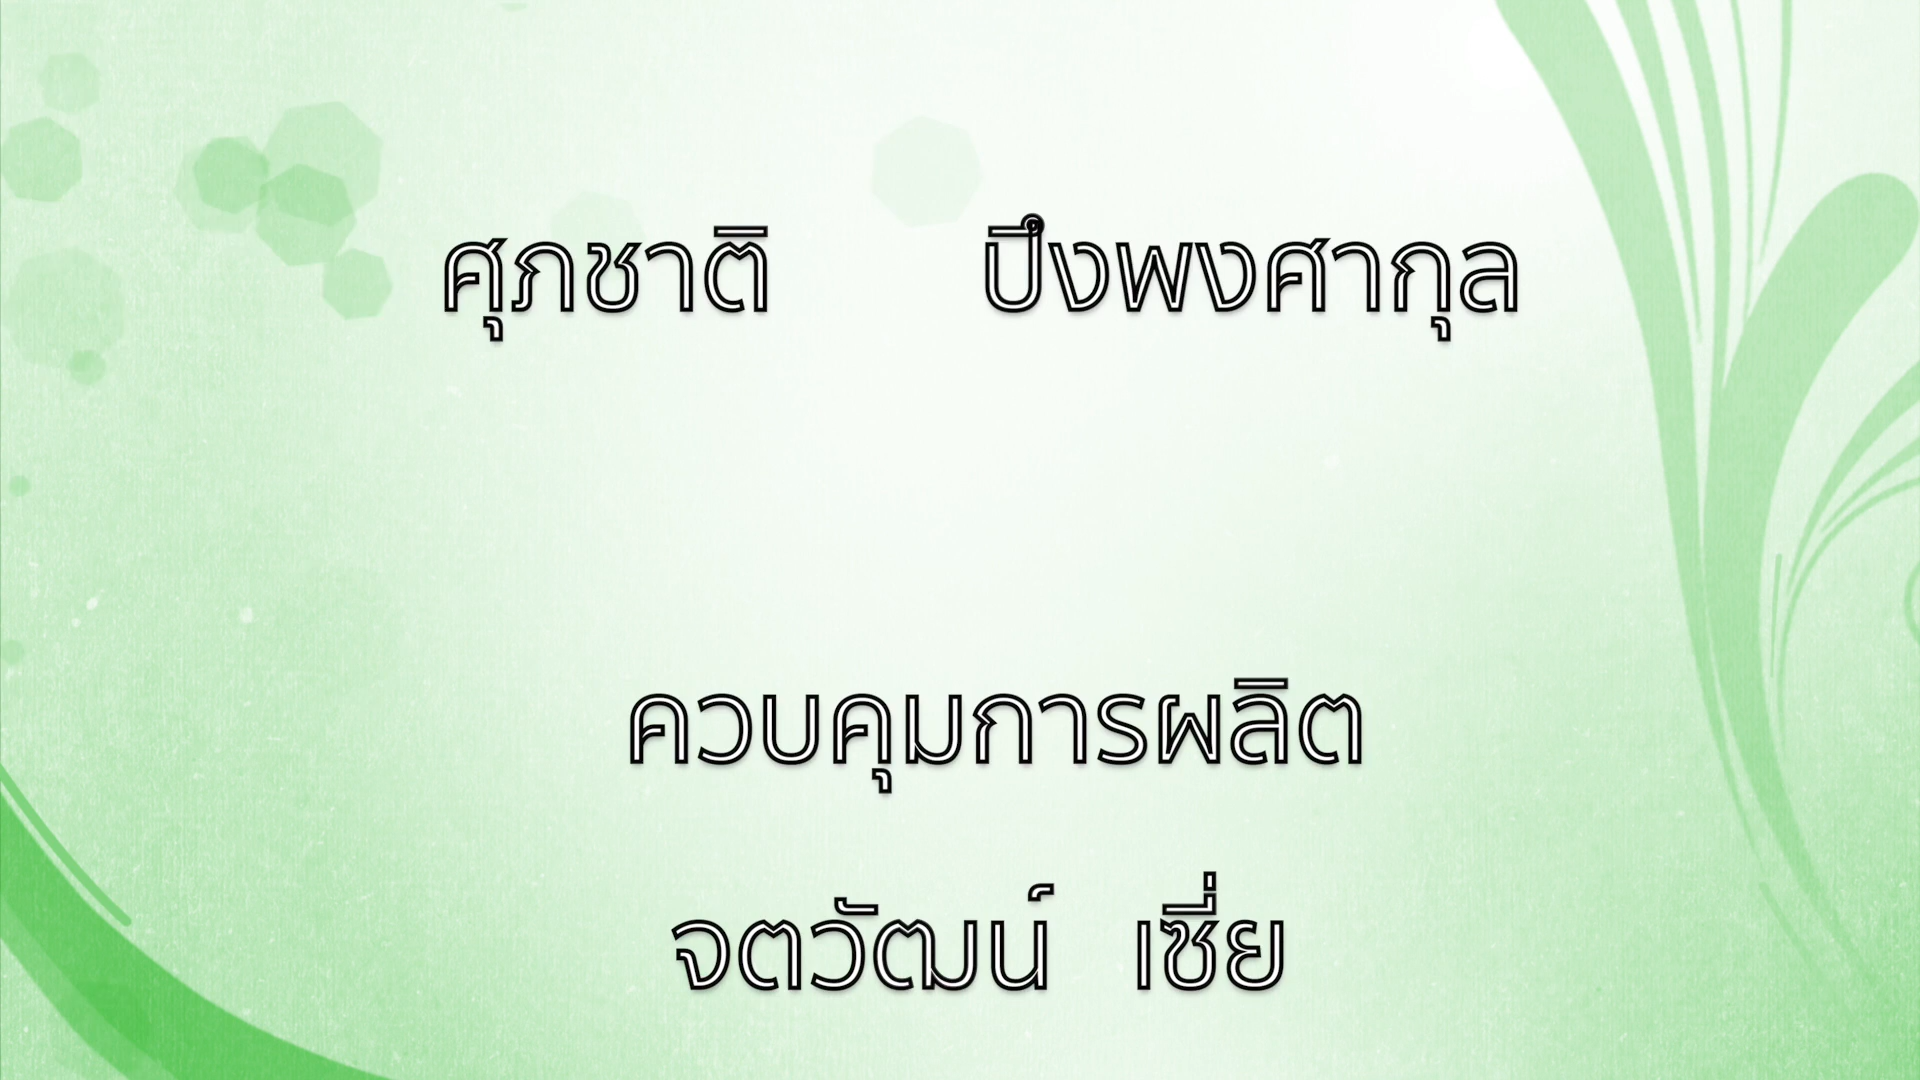 ศุภชาติ ปึงพงศากุล
ควบคุมการผลิต
จตวัฒน์ เซี่ย